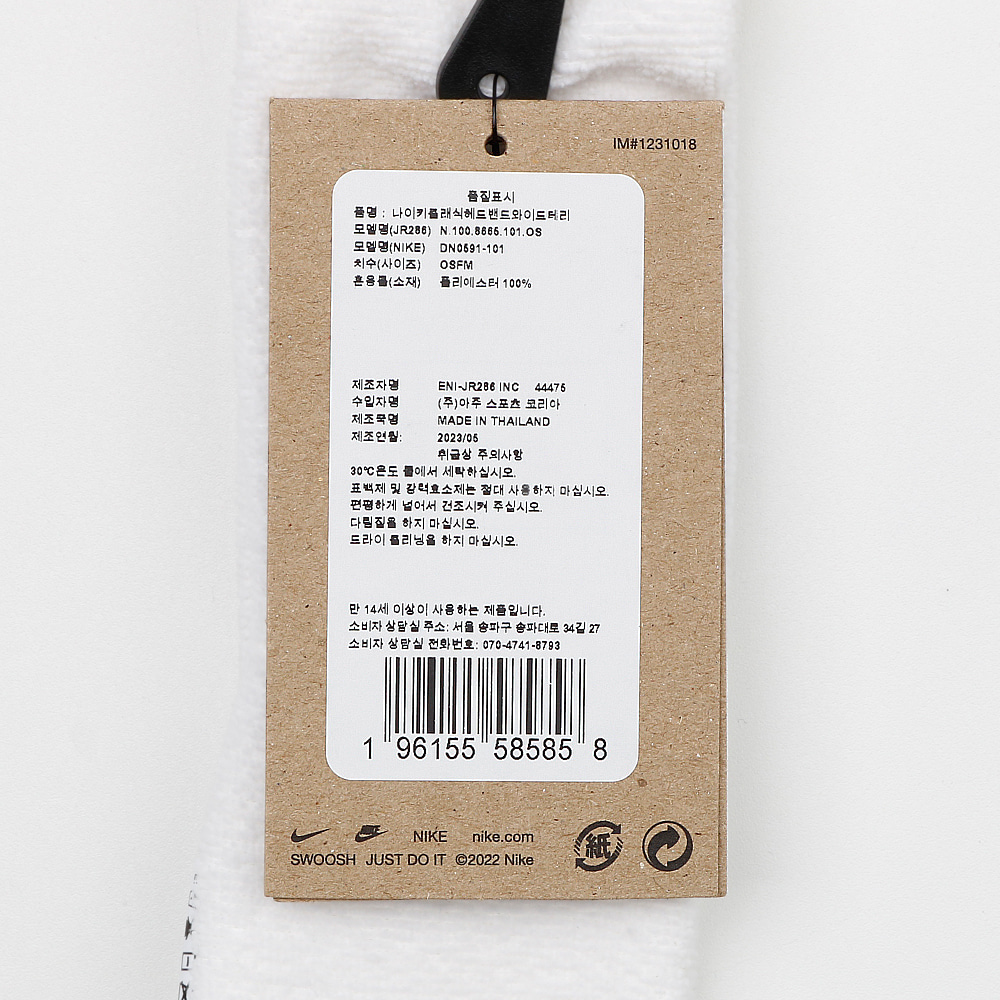 IM#1231018
품질표시
품명 : 나이키클래식헤드밴드와이드테리
모델명(JR286) N.100.8665.101.OS
모델명(NIKE) DN0591-101
치수(사이즈) OSFM
혼용률(소재) 폴리에스터 100%
제조자명 ENI-JR286 INC 44475
수입자명 (주)아주 스포츠 코리아
제조국명 MADE IN THAILAND
제조연월: 2023/05
취급상 주의사항
30℃온도 물에서 세탁하십시오.
표백제 및 강력효소제는 절대 사용하지 마십시오.
편평하게 널어서 건조시켜 주십시오.
다림질을 하지 마십시오.
드라이 클리닝을 하지 마십시오.
만 14세 이상이 사용하는 제품입니다.
소비자 상담실 주소: 서울 송파구 송파대로 34길 27
소비자 상담실 전화번호: 070-4741-8793
1 96155 58585 8
NIKE nike.com
紙
SWOOSH JUST DO IT ©2022 Nike